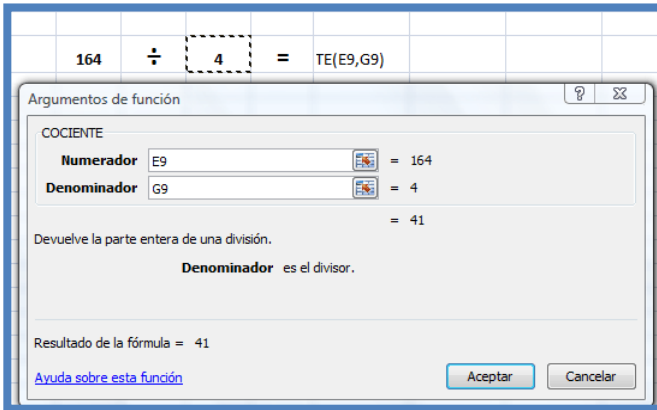 164 ÷ 4 = TE(E9,G9)
Argumentos de función
COCIENTE
Numerador E9 = 164
Denominador G9 = 4
= 41
Devuelve la parte entera de una división.
Denominador es el divisor.
Resultado de la fórmula = 41
Ayuda sobre esta función Aceptar Cancelar